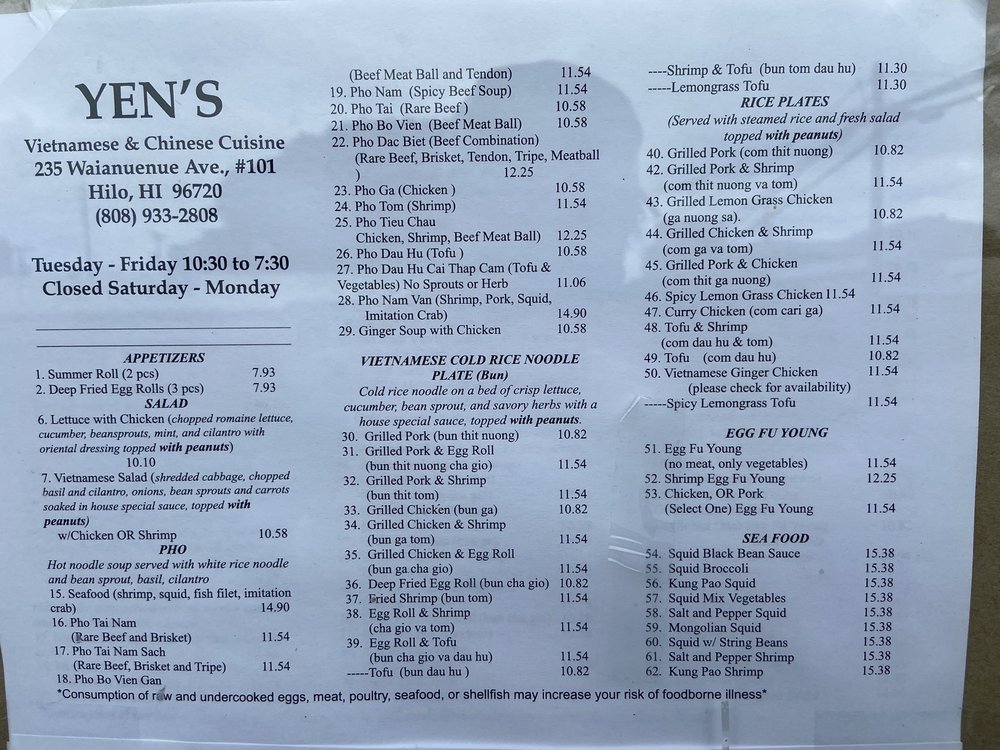 YEN'S
Vietnamese & Chinese Cuisine
235 Waianuenue Ave., #101
Hilo, HI 96720
(808) 933-2808
Tuesday - Friday 10:30 to 7:30
Closed Saturday - Monday
APPETIZERS
1. Summer Roll (2 pcs) 7.93
2. Deep Fried Egg Rolls (3 pcs) 7.93
SALAD
6. Lettuce with Chicken (chopped romaine lettuce,
cucumber, beansprouts, mint, and cilantro with
oriental dressing topped with peanuts)
10.10
7. Vietnamese Salad (shredded cabbage, chopped
basil and cilantro, onions, bean sprouts and carrots
soaked in house special sauce, topped with
peanuts)
w/Chicken OR Shrimp 10.58
PHO
Hot noodle soup served with white rice noodle
and bean sprout, basil, cilantro
15. Seafood (shrimp, squid, fish filet, imitation
crab) 14.90
16. Pho Tai Nam
(Rare Beef and Brisket) 11.54
17. Pho Tai Nam Sach
(Rare Beef, Brisket and Tripe) 11.54
18. Pho Bo Vien Gan
(Beef Meat Ball and Tendon) 11.54
19. Pho Nam (Spicy Beef Soup) 11.54
20. Pho Tai (Rare Beef ) 10.58
21. Pho Bo Vien (Beef Meat Ball) 10.58
22. Pho Dac Biet (Beef Combination)
(Rare Beef, Brisket, Tendon, Tripe, Meatball
) 12.25
23. Pho Ga (Chicken ) 10.58
24. Pho Tom (Shrimp) 11.54
25. Pho Tieu Chau
Chicken, Shrimp, Beef Meat Ball) 12.25
26. Pho Dau Hu (Tofu ) 10.58
27. Pho Dau Hu Cai Thap Cam (Tofu &
Vegetables) No Sprouts or Herb 11.06
28. Pho Nam Van (Shrimp, Pork, Squid,
Imitation Crab) 14.90
29. Ginger Soup with Chicken 10.58
VIETNAMESE COLD RICE NOODLE
PLATE (Bun)
Cold rice noodle on a bed of crisp lettuce,
cucumber, bean sprout, and savory herbs with a
house special sauce, topped with peanuts.
30. Grilled Pork (bun thit nuong) 10.82
31. Grilled Pork & Egg Roll
(bun thit nuong cha gio) 11.54
32. Grilled Pork & Shrimp
(bun thit tom) 11.54
33. Grilled Chicken (bun ga) 10.82
34. Grilled Chicken & Shrimp
(bun ga tom) 11.54
35. Grilled Chicken & Egg Roll
(bun ga cha gio) 11.54
36. Deep Fried Egg Roll (bun cha gio) 10.82
37. Fried Shrimp (bun tom) 11.54
38. Egg Roll & Shrimp
(cha gio va tom) 11.54
39. Egg Roll & Tofu
(bun cha gio va dau hu) 11.54
-----Tofu (bun dau hu ) 10.82
----Shrimp & Tofu (bun tom dau hu) 11.30
-----Lemongrass Tofu 11.30
RICE PLATES
(Served with steamed rice and fresh salad
topped with peanuts)
40. Grilled Pork (com thit nuong) 10.82
42. Grilled Pork & Shrimp
(com thit nuong va tom) 11.54
43. Grilled Lemon Grass Chicken
(ga nuong sa). 10.82
44. Grilled Chicken & Shrimp
(com ga va tom) 11.54
45. Grilled Pork & Chicken
(com thit ga nuong) 11.54
46. Spicy Lemon Grass Chicken 11.54
47. Curry Chicken (com cari ga) 11.54
48. Tofu & Shrimp
(com dau hu & tom) 11.54
49. Tofu (com dau hu) 10.82
50. Vietnamese Ginger Chicken 11.54
(please check for availability)
-----Spicy Lemongrass Tofu 11.54
EGG FU YOUNG
51. Egg Fu Young
(no meat, only vegetables) 11.54
52. Shrimp Egg Fu Young 12.25
53. Chicken, OR Pork
(Select One) Egg Fu Young 11.54
SEA FOOD
54. Squid Black Bean Sauce 15.38
55. Squid Broccoli 15.38
56. Kung Pao Squid 15.38
57. Squid Mix Vegetables 15.38
58. Salt and Pepper Squid 15.38
59. Mongolian Squid 15.38
60. Squid w/ String Beans 15.38
61. Salt and Pepper Shrimp 15.38
62. Kung Pao Shrimp 15.38
*Consumption of raw and undercooked eggs, meat, poultry, seafood, or shellfish may increase your risk of foodborne illness*